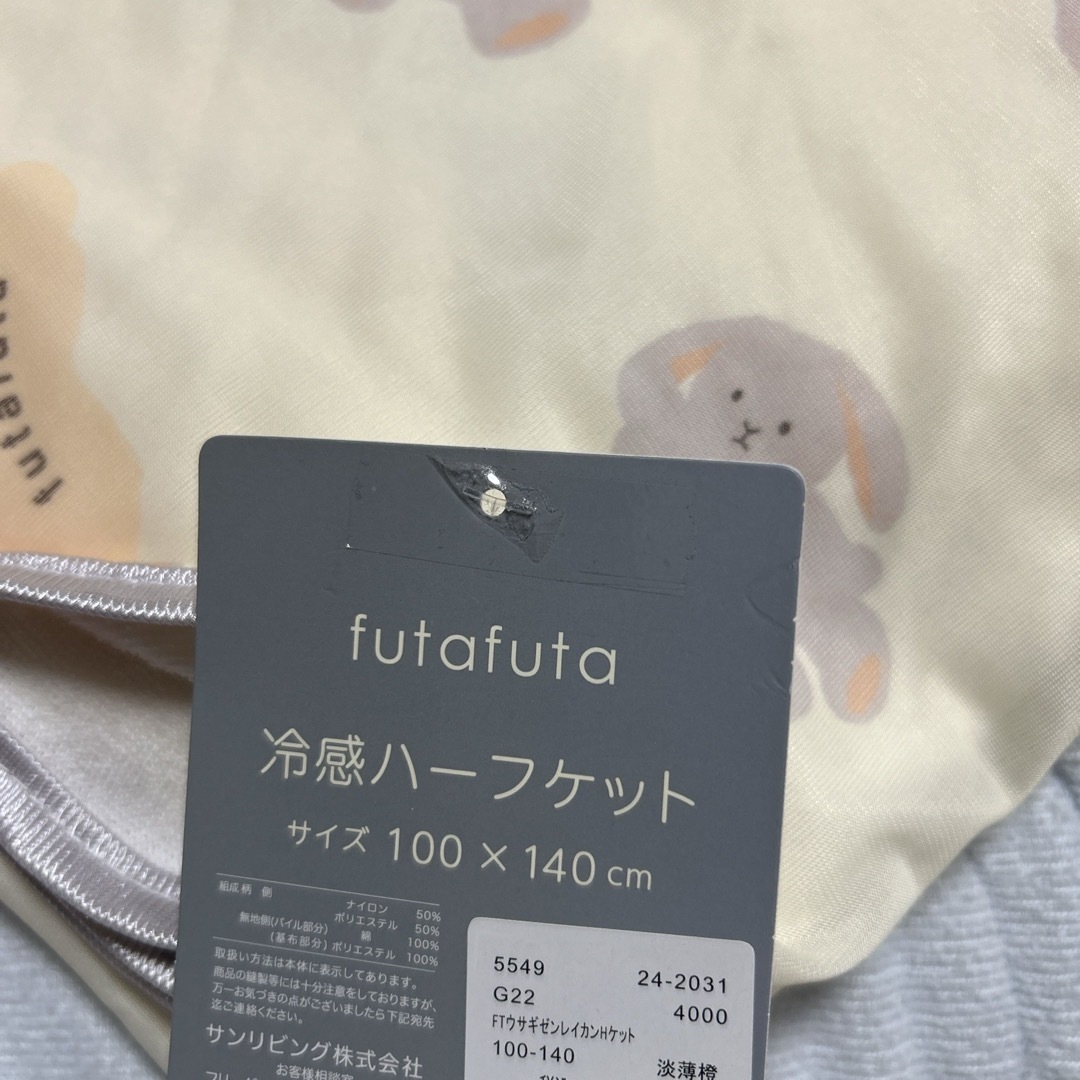 futafuta
futafuta
冷感ハーフケット
サイズ 100 × 140 cm
組成 柄 側
ナイロン 50%
ポリエステル 50%
無地側(パイル部分) 綿 100%
(基布部分) ポリエステル 100%
取扱い方法は本体に表示してあります。
商品の縫製等には十分注意をしておりますが、
万一お気づきの点がございましたら下記宛先
迄ご連絡ください。
サンリビング株式会社
お客様相談室
5549 24-2031
G22 4000
FTウサギゼンレイカンHケット
100-140 淡薄橙